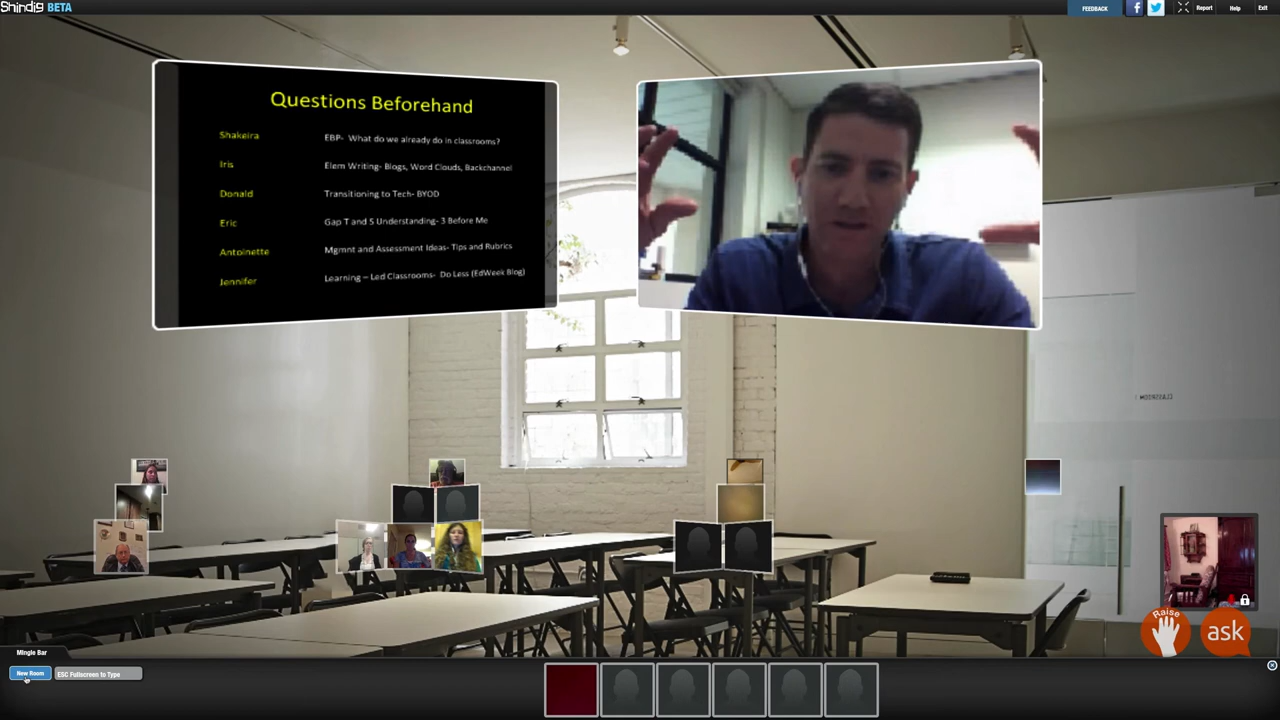 Shindig BETA
FEEDBACK
Report
Help
Exit
Questions Beforehand
Shakeira EBP- What do we already do in classrooms?
Iris Elem Writing- Blogs, Word Clouds, Backchannel
Donald Transitioning to Tech- BYOD
Eric Gap T and S Understanding- 3 Before Me
Antoinette Mgmnt and Assessment Ideas- Tips and Rubrics
Jennifer Learning – Led Classrooms- Do Less (EdWeek Blog)
CLASSROOM 1
Raise
ask
Mingle Bar
New Room
ESC Fullscreen to Type